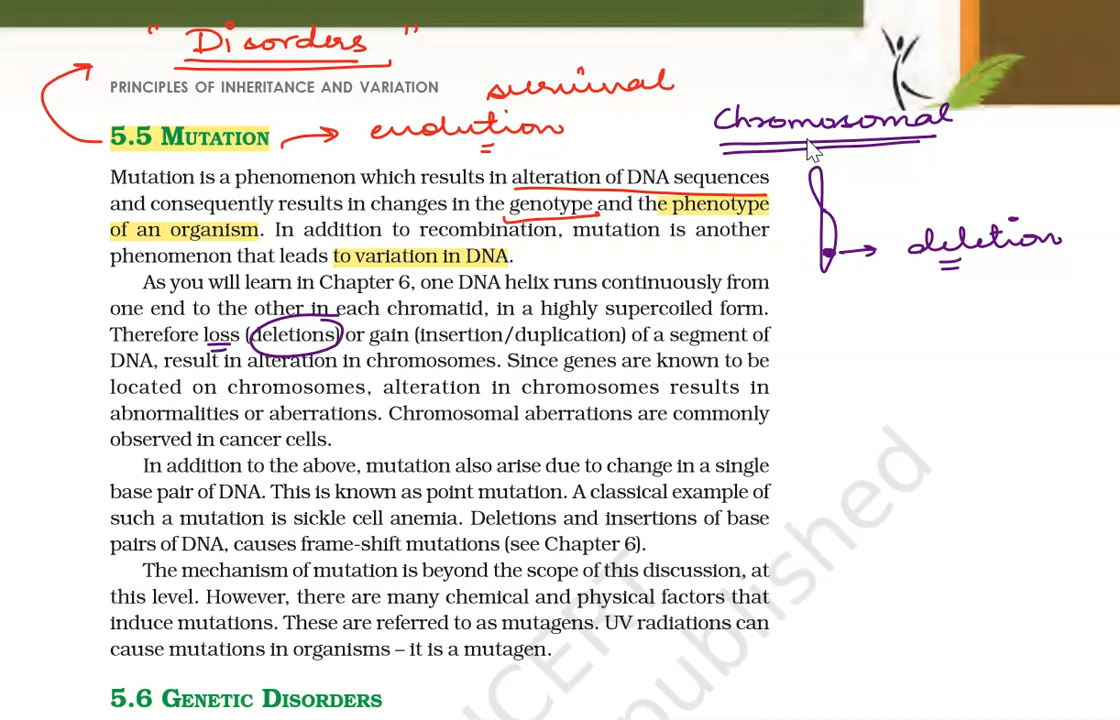 " Disorders "
PRINCIPLES OF INHERITANCE AND VARIATION
survival
evolution
Chromosomal
5.5 MUTATION
Mutation is a phenomenon which results in alteration of DNA sequences
and consequently results in changes in the genotype and the phenotype
of an organism. In addition to recombination, mutation is another
phenomenon that leads to variation in DNA.
deletion
As you will learn in Chapter 6, one DNA helix runs continuously from
one end to the other in each chromatid, in a highly supercoiled form.
Therefore loss (deletions) or gain (insertion/duplication) of a segment of
DNA, result in alteration in chromosomes. Since genes are known to be
located on chromosomes, alteration in chromosomes results in
abnormalities or aberrations. Chromosomal aberrations are commonly
observed in cancer cells.
In addition to the above, mutation also arise due to change in a single
base pair of DNA. This is known as point mutation. A classical example of
such a mutation is sickle cell anemia. Deletions and insertions of base
pairs of DNA, causes frame-shift mutations (see Chapter 6).
The mechanism of mutation is beyond the scope of this discussion, at
this level. However, there are many chemical and physical factors that
induce mutations. These are referred to as mutagens. UV radiations can
cause mutations in organisms – it is a mutagen.
5.6 GENETIC DISORDERS
NCERT
published